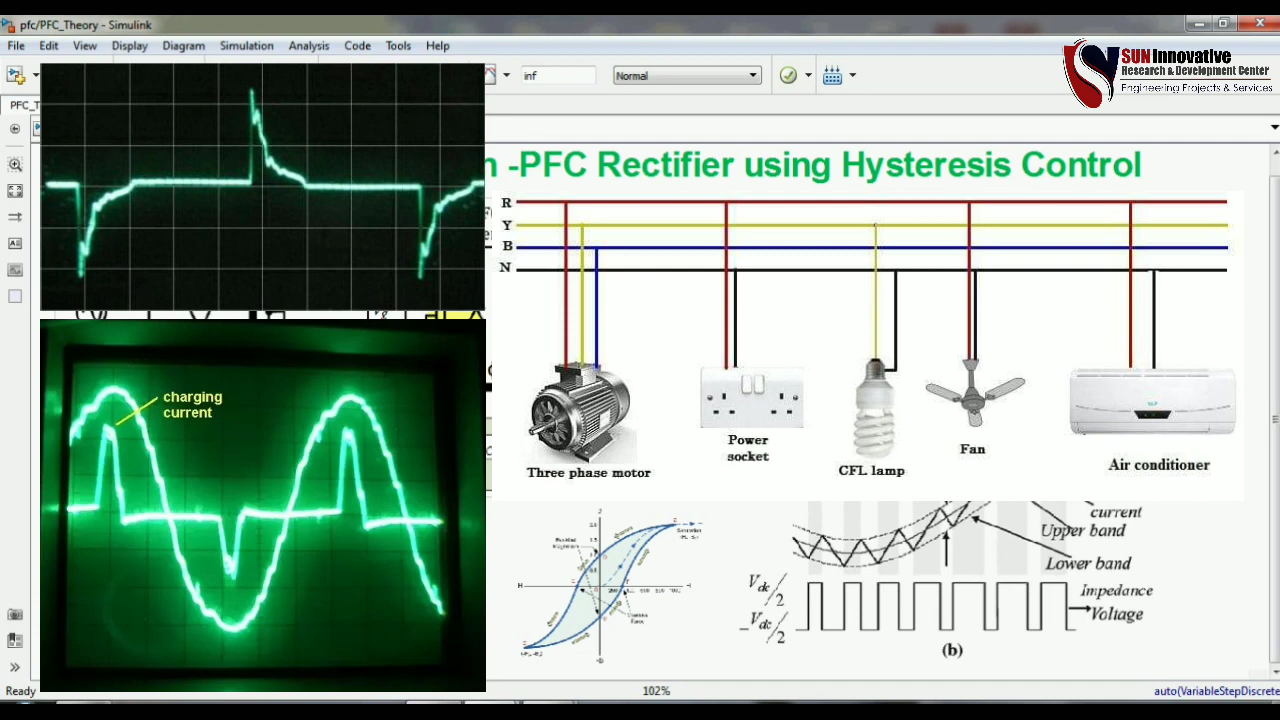 pfc/PFC_Theory - Simulink
File Edit View Display Diagram Simulation Analysis Code Tools Help
SUN Innovative
Research & Development Center
Engineering Projects & Services
inf
Normal
PFC_T
-PFC Rectifier using Hysteresis Control
R
Y
B
N
charging
current
Three phase motor
Power
socket
CFL lamp
Fan
Air conditioner
current
Upper band
Lower band
Vdc/2
_Vdc/2
Impedance
Voltage
(b)
Ready
102%
auto(VariableStepDiscrete